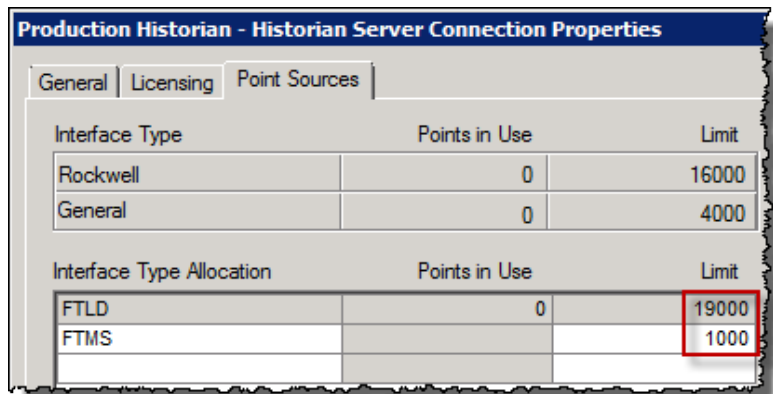 Production Historian - Historian Server Connection Properties
General Licensing Point Sources
Interface Type Points in Use Limit
Rockwell 0 16000
General 0 4000
Interface Type Allocation Points in Use Limit
FTLD 0 19000
FTMS 1000